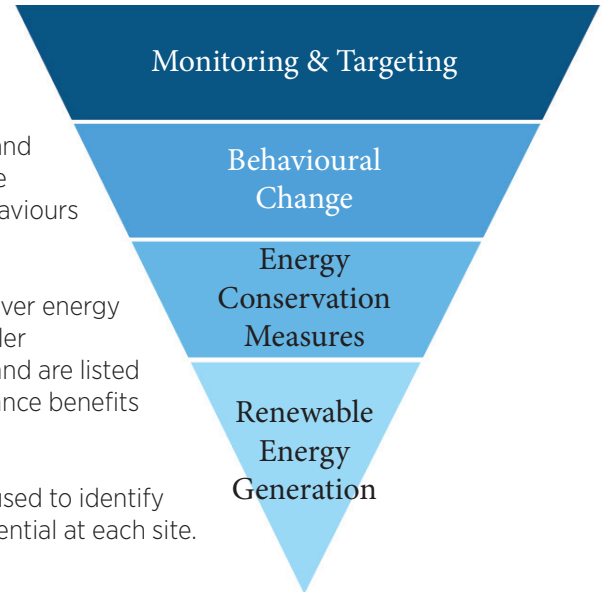 Monitoring & Targeting
and
e
aviours
Behavioural
Change
ver energy
der
and are listed
ance benefits
Energy
Conservation
Measures
used to identify
ential at each site.
Renewable
Energy
Generation